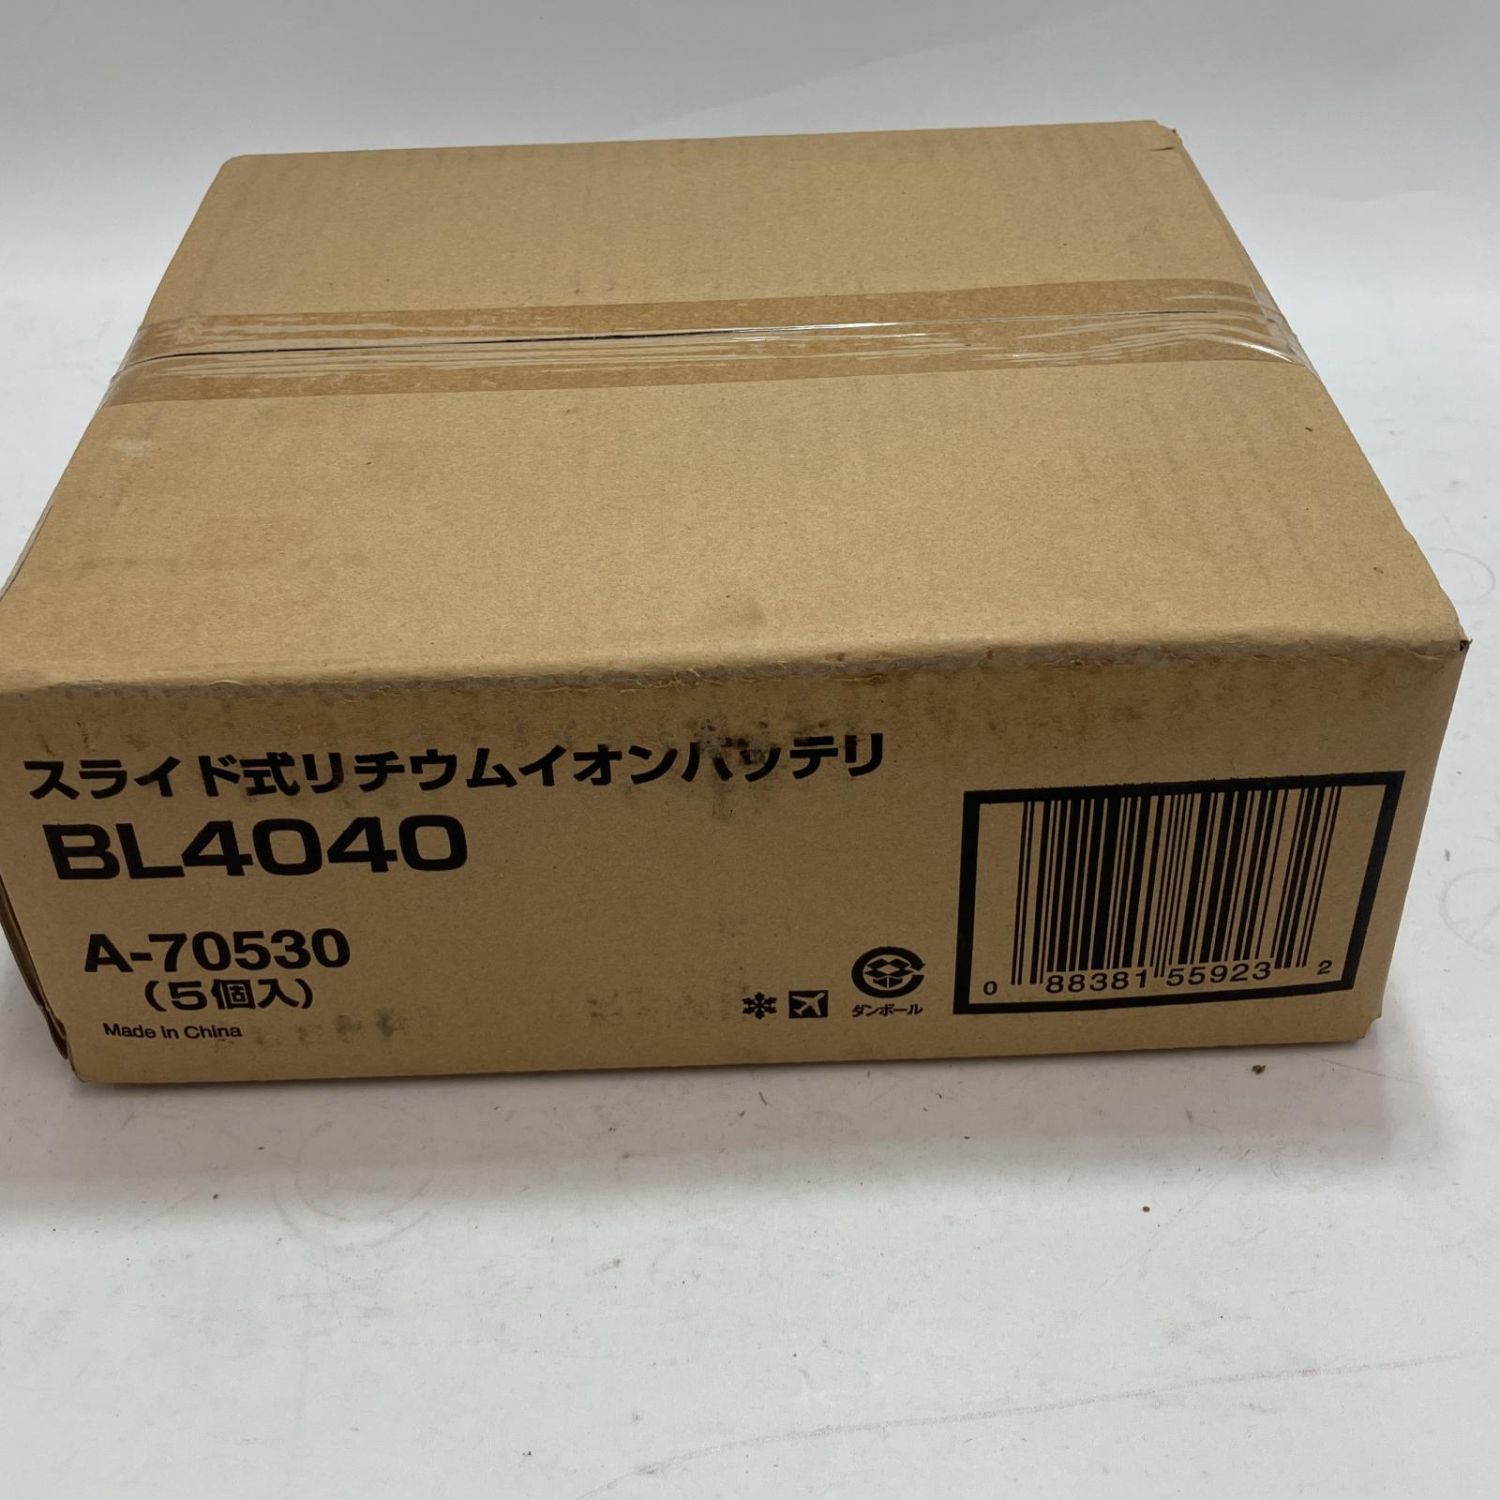 スライド式リチウムイオンバッテリ
BL4040
A-70530
(5個入)
Made in China
ダンボール
0 88381 55923 2